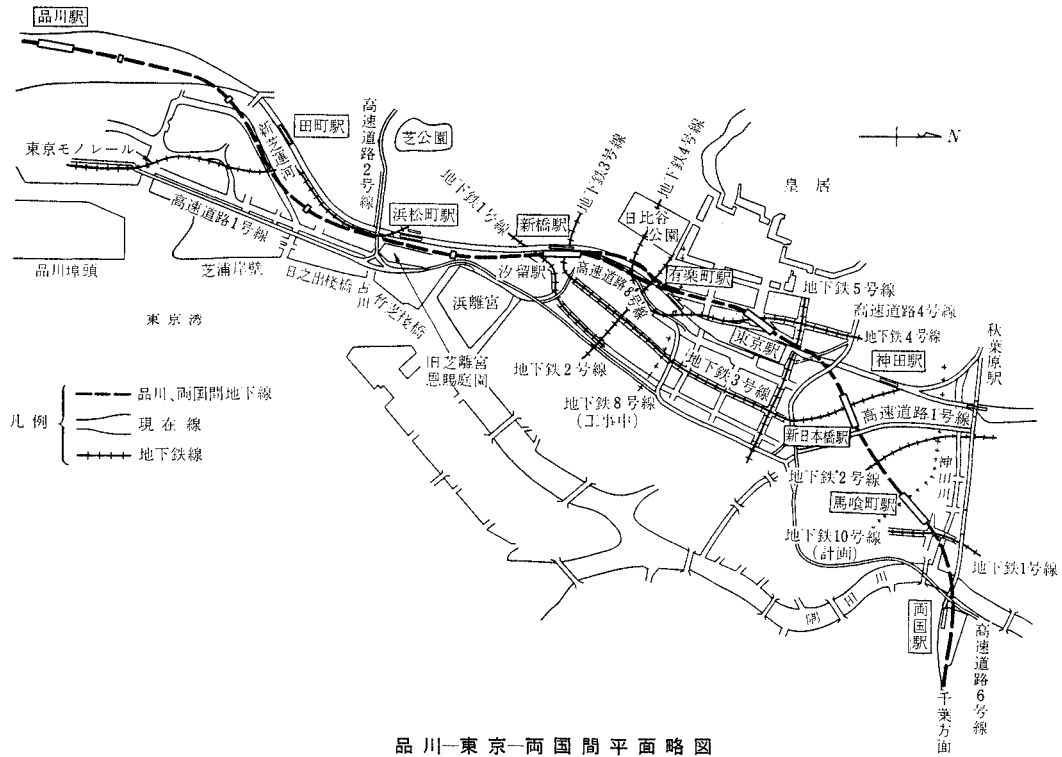 品川駅
田町駅
高速道路2号線
芝公園
新芝運河
東京モノレール
高速道路1号線
品川埠頭
芝浦岸壁
日之出桟橋
古川
竹芝桟橋
東京湾
浜松町駅
地下鉄1号線
新橋駅
地下鉄3号線
地下鉄4号線
日比谷
公園
皇居
N
汐留駅
浜離宮
旧芝離宮
恩賜庭園
高速道路8号線
有楽町駅
東京駅
地下鉄5号線
高速道路4号線
地下鉄4号線
神田駅
秋葉原駅
地下鉄2号線
地下鉄3号線
地下鉄8号線
(工事中)
新日本橋駅
高速道路1号線
地下鉄2号線
神田川
馬喰町駅
地下鉄10号線
(計画)
地下鉄1号線
隅田川
両国駅
高速道路6号線
千葉方面
凡例
品川、両国間地下線
現在線
地下鉄線
品川―東京―両国間平面略図